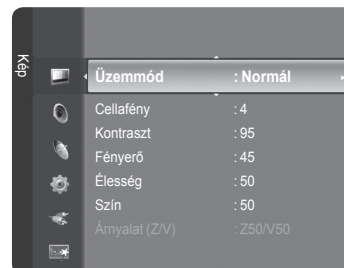 Kép
Üzemmód : Normál
Cellafény : 4
Kontraszt : 95
Fényerő : 45
Élesség : 50
Szín : 50
Árnyalat (Z/V) : Z50/V50